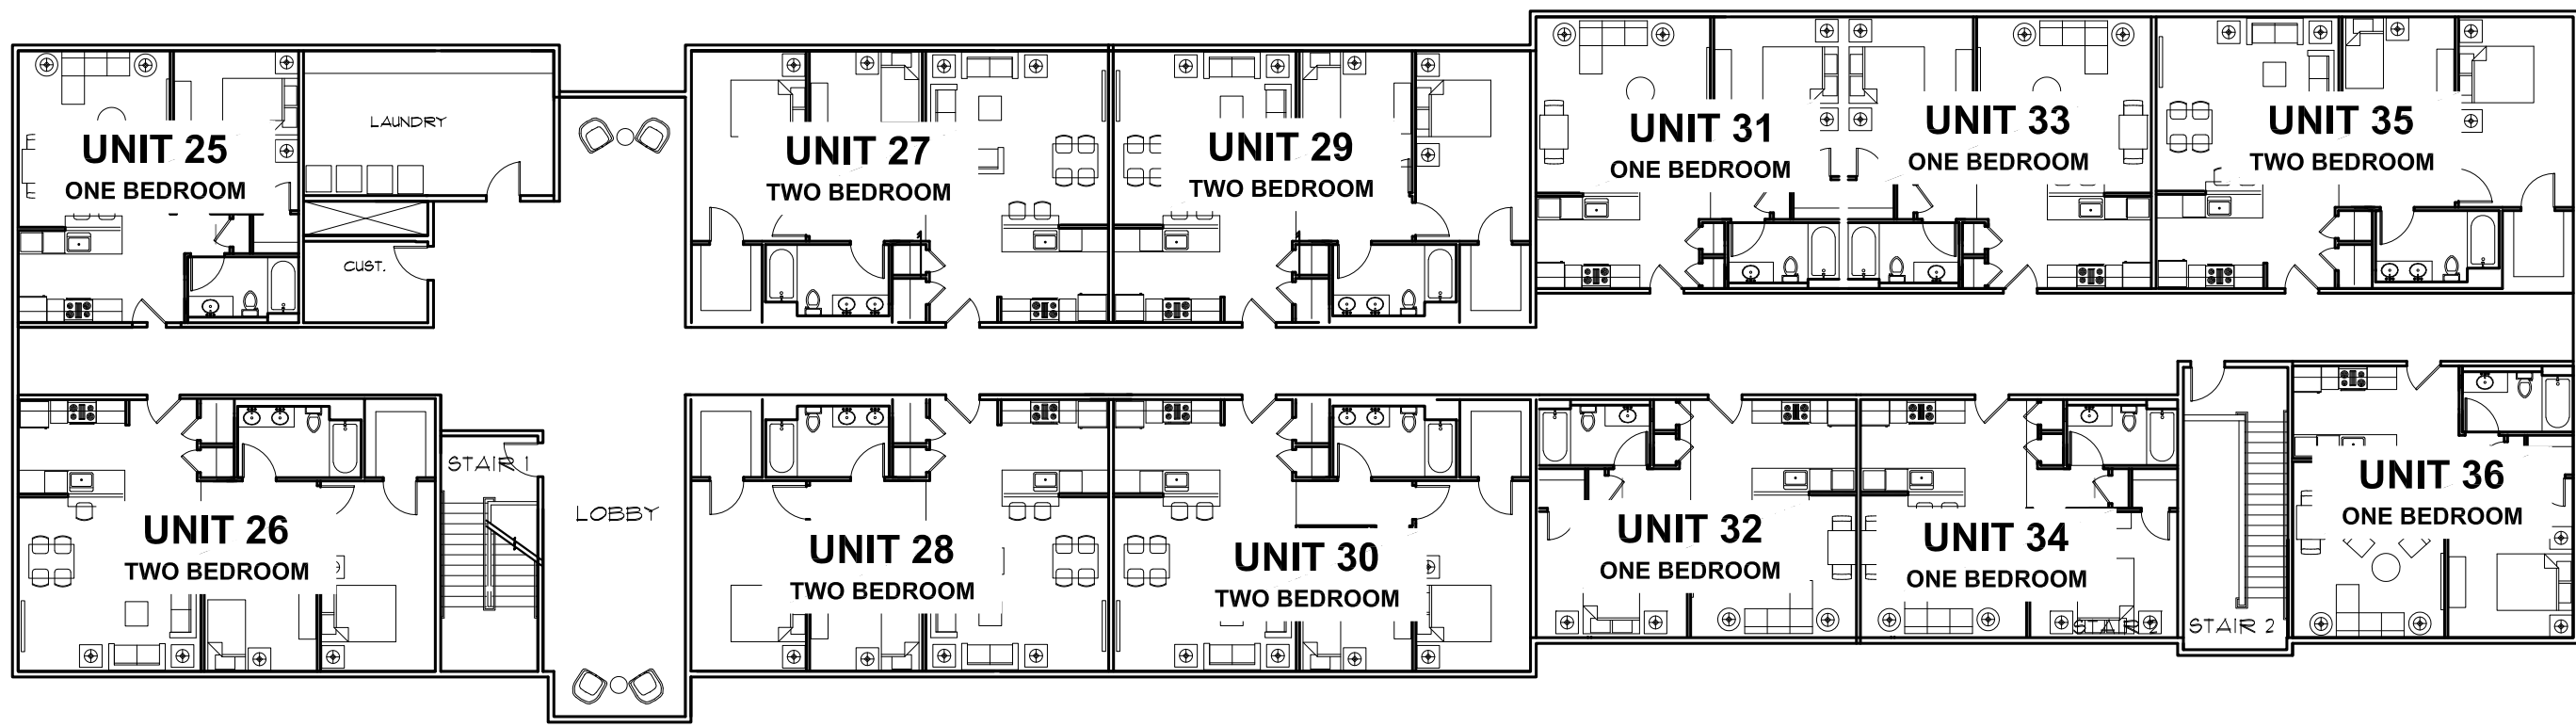 UNIT 25
ONE BEDROOM
LAUNDRY
CUST.
UNIT 27
TWO BEDROOM
UNIT 29
TWO BEDROOM
UNIT 31
ONE BEDROOM
UNIT 33
ONE BEDROOM
UNIT 35
TWO BEDROOM
UNIT 26
TWO BEDROOM
STAIR 1
LOBBY
UNIT 28
TWO BEDROOM
UNIT 30
TWO BEDROOM
UNIT 32
ONE BEDROOM
UNIT 34
ONE BEDROOM
STAIR 2
STAIR 2
UNIT 36
ONE BEDROOM